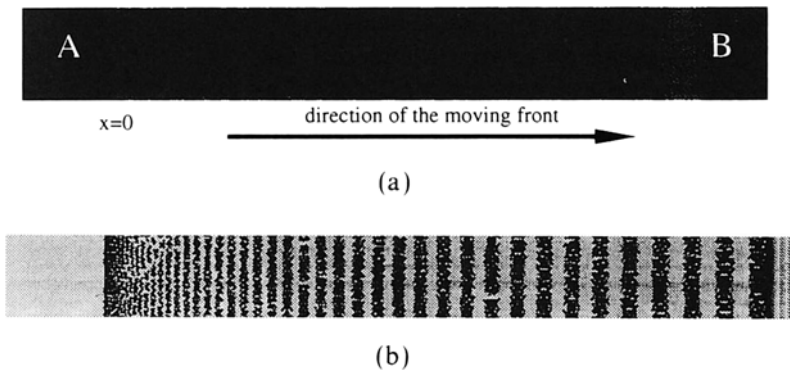 A B
x=0
direction of the moving front
(a)
(b)